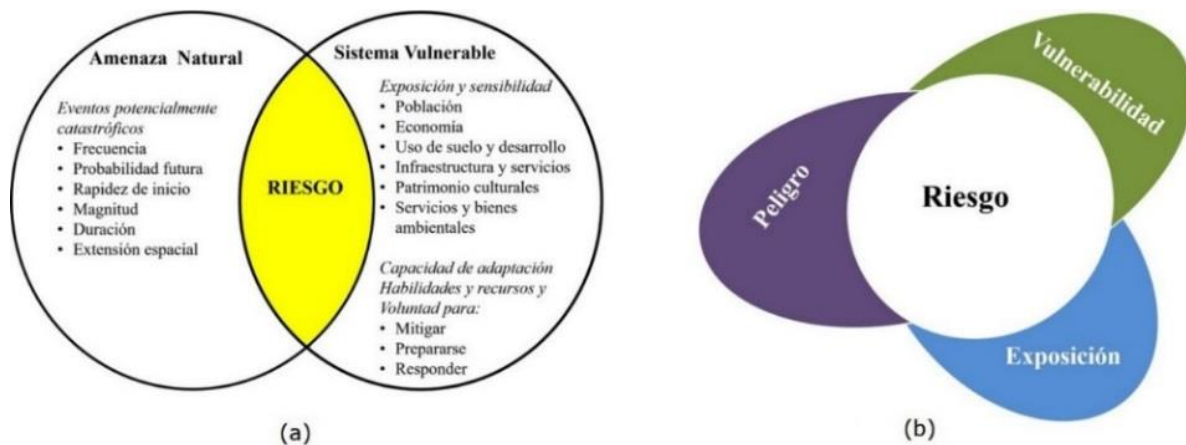 Amenaza Natural
Eventos potencialmente
catastróficos
• Frecuencia
• Probabilidad futura
• Rapidez de inicio
• Magnitud
• Duración
• Extensión espacial
RIESGO
Sistema Vulnerable
Exposición y sensibilidad
• Población
• Economía
• Uso de suelo y desarrollo
• Infraestructura y servicios
• Patrimonio culturales
• Servicios y bienes
ambientales
Capacidad de adaptación
Habilidades y recursos y
Voluntad para:
• Mitigar
• Prepararse
• Responder
(a)
Vulnerabilidad
Peligro
Riesgo
Exposición
(b)